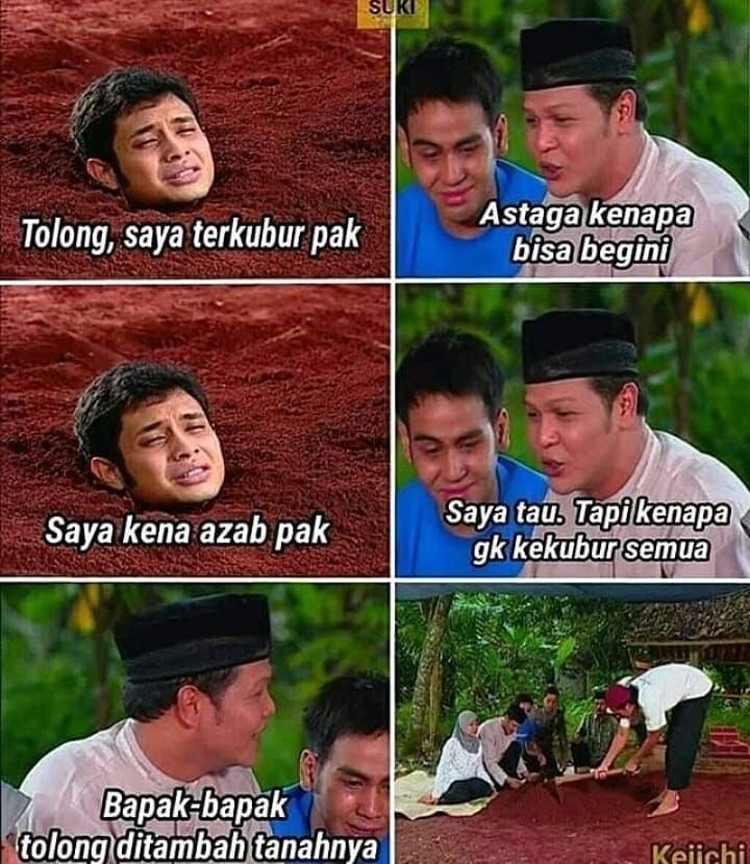 SUKI
Tolong, saya terkubur pak
Astaga kenapa
bisa begini
Saya kena azab pak
Saya tau. Tapi kenapa
gk kekubur semua
Bapak-bapak
tolong ditambah tanahnya
Keiichi